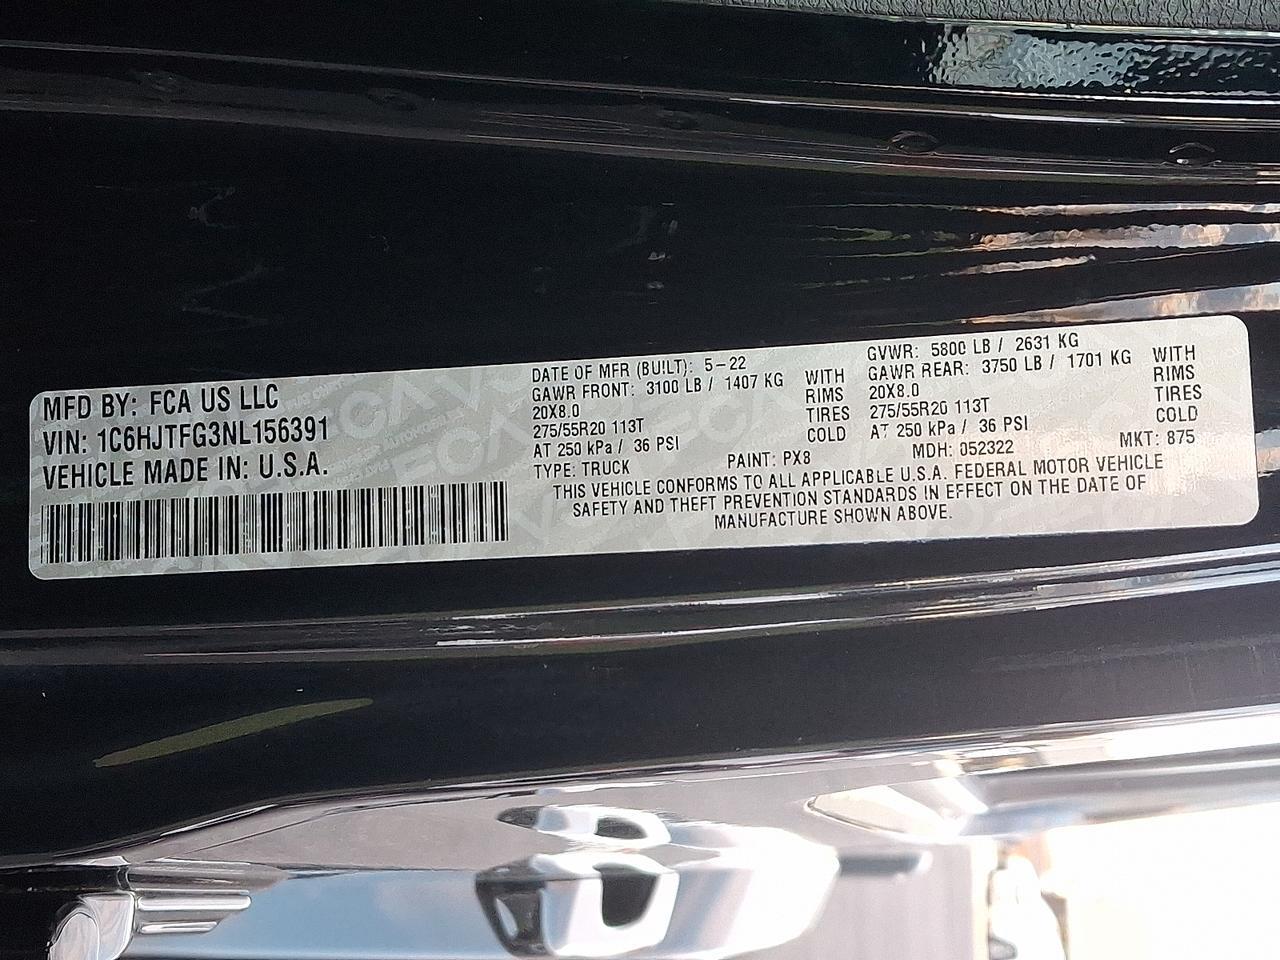 MFD BY: FCA US LLC
VIN: 1C6HJTFG3NL156391
VEHICLE MADE IN: U.S.A.
DATE OF MFR (BUILT): 5-22
GAWR FRONT: 3100 LB / 1407 KG WITH
20X8.0 RIMS
275/55R20 113T TIRES
AT 250 kPa / 36 PSI COLD
GVWR: 5800 LB / 2631 KG
GAWR REAR: 3750 LB / 1701 KG WITH
20X8.0 RIMS
275/55R20 113T TIRES
AT 250 kPa / 36 PSI COLD
TYPE: TRUCK PAINT: PX8 MDH: 052322 MKT: 875
THIS VEHICLE CONFORMS TO ALL APPLICABLE U.S.A. FEDERAL MOTOR VEHICLE
SAFETY AND THEFT PREVENTION STANDARDS IN EFFECT ON THE DATE OF
MANUFACTURE SHOWN ABOVE.